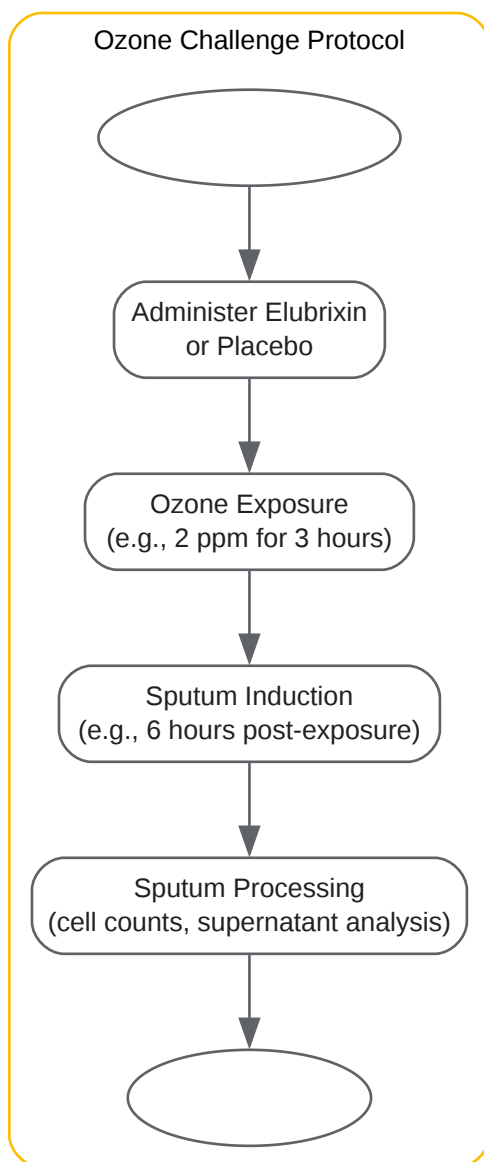 Ozone Challenge Protocol
Administer Elubrixin
or Placebo
Ozone Exposure
(e.g., 2 ppm for 3 hours)
Sputum Induction
(e.g., 6 hours post-exposure)
Sputum Processing
(cell counts, supernatant analysis)